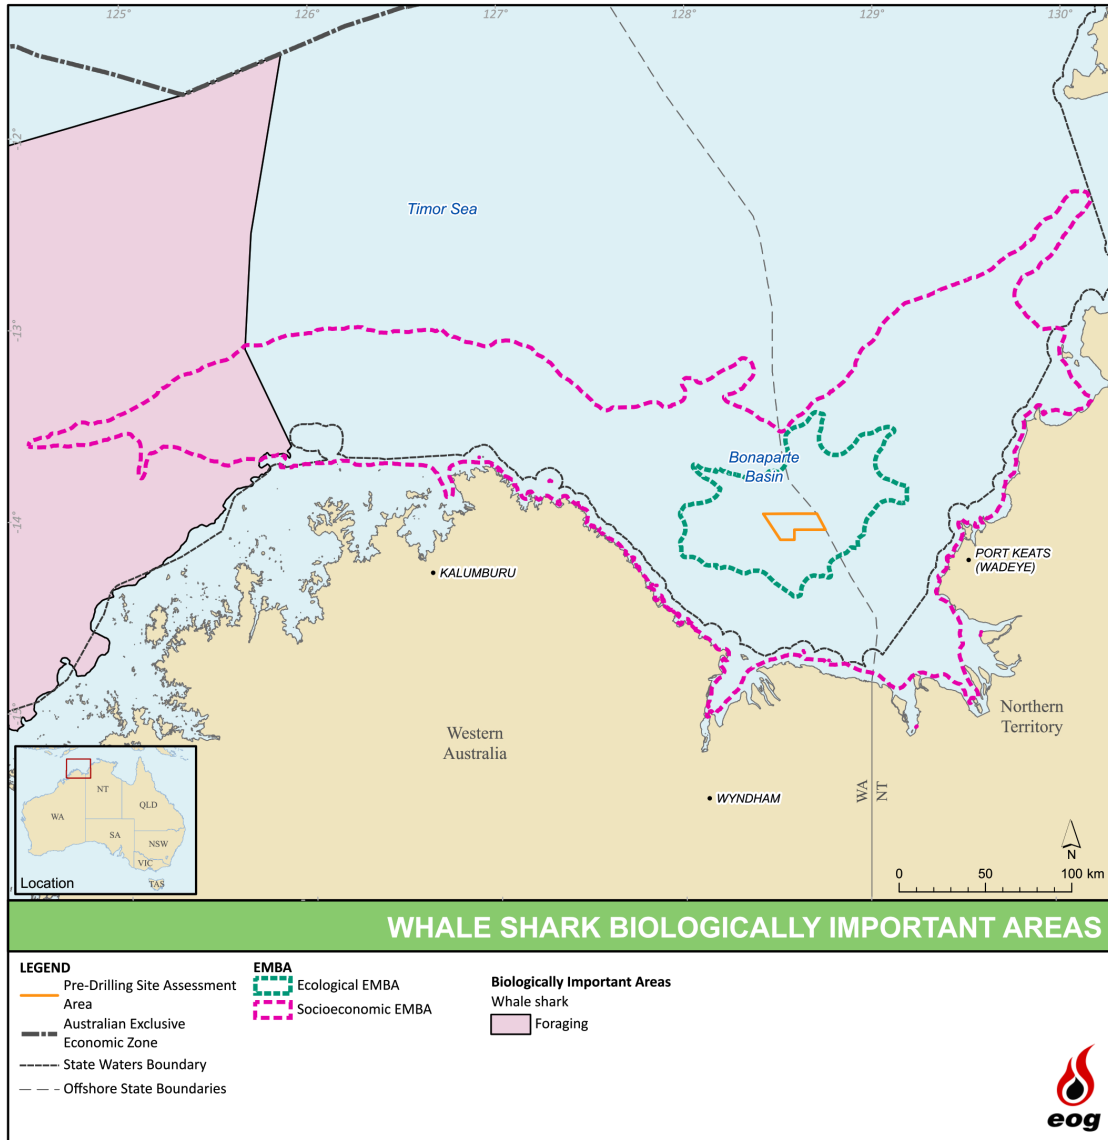 125°
126°
127°
128°
129°
130°
-12°
-13°
-14°
Timor Sea
Bonaparte
Basin
KALUMBURU
PORT KEATS
(WADEYE)
Western
Australia
Northern
Territory
WYNDHAM
WA
NT
WA
NT
QLD
SA
NSW
VIC
TAS
Location
N
0 50 100 km
WHALE SHARK BIOLOGICALLY IMPORTANT AREAS
LEGEND
Pre-Drilling Site Assessment
Area
Australian Exclusive
Economic Zone
State Waters Boundary
Offshore State Boundaries
EMBA
Ecological EMBA
Socioeconomic EMBA
Biologically Important Areas
Whale shark
Foraging
eog